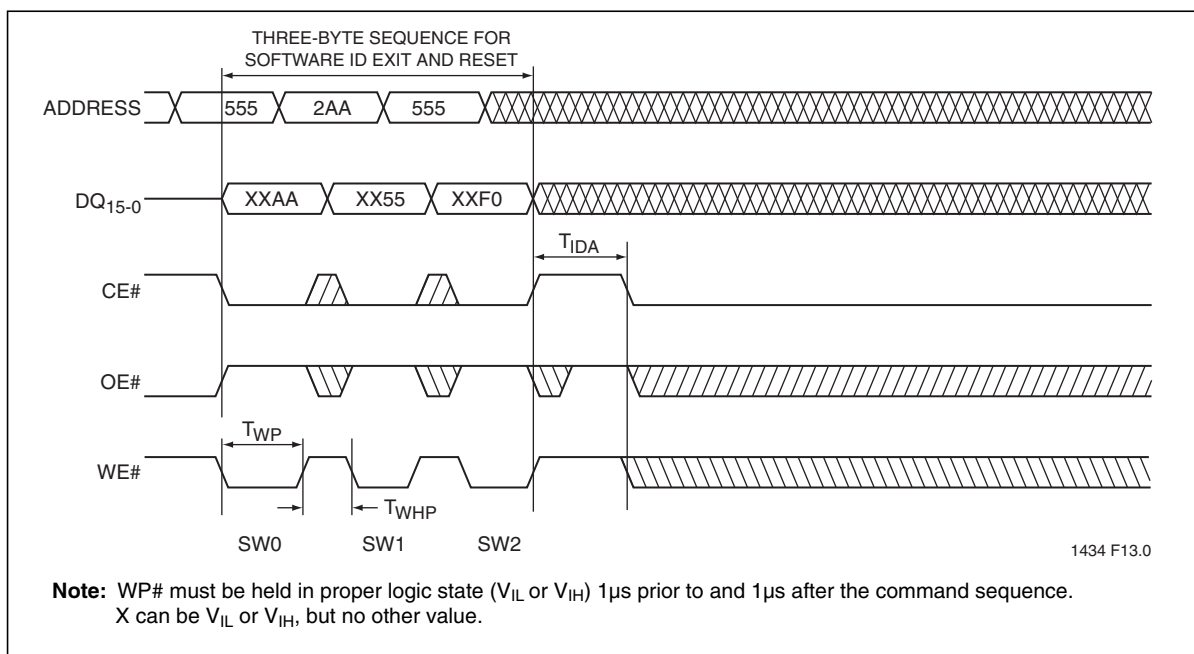 THREE-BYTE SEQUENCE FOR
SOFTWARE ID EXIT AND RESET
ADDRESS 555 2AA 555
DQ15-0 XXAA XX55 XXF0
TIDA
CE#
OE#
TWP
WE#
TWHP
SW0 SW1 SW2
1434 F13.0
Note: WP# must be held in proper logic state (VIL or VIH) 1µs prior to and 1µs after the command sequence.
X can be VIL or VIH, but no other value.